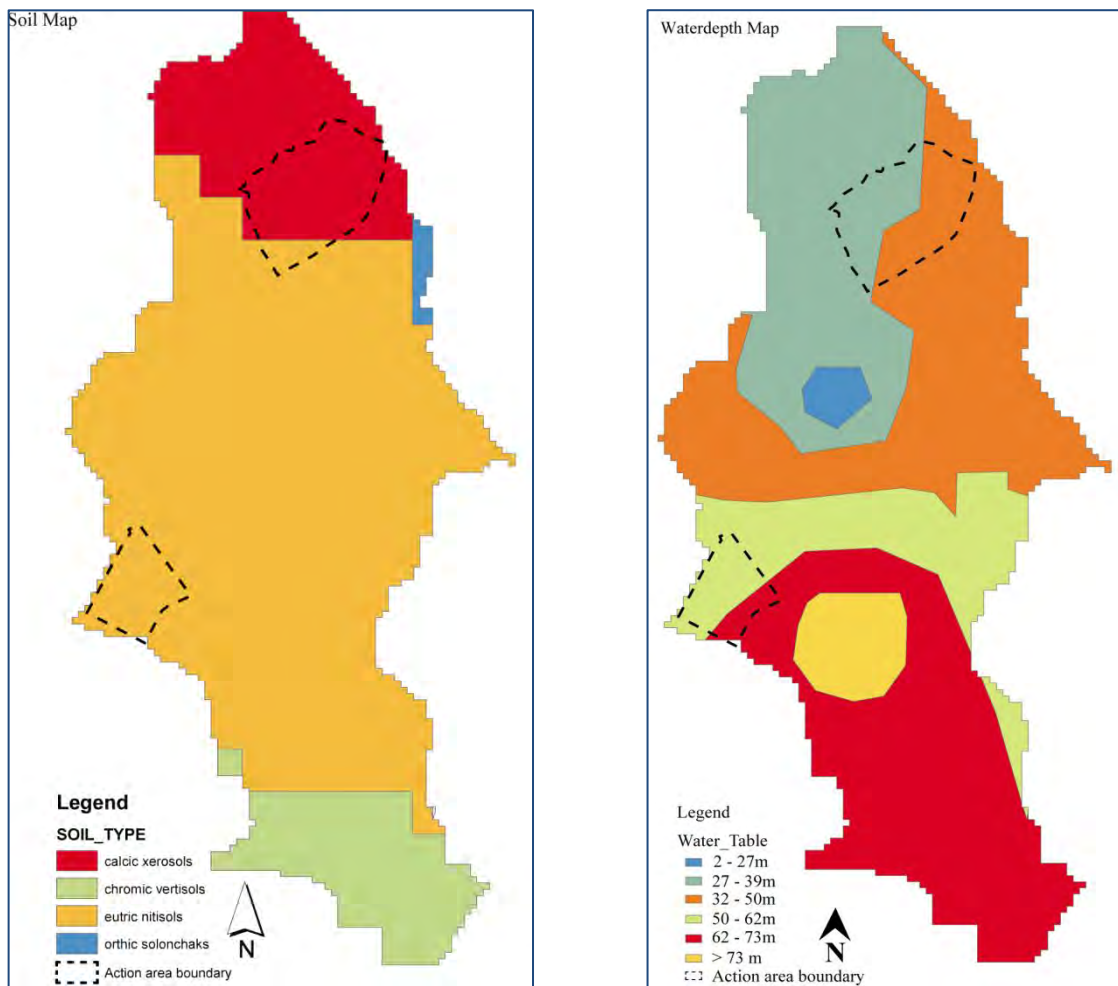 Soil Map
Legend
SOIL_TYPE
calcic xerosols
chromic vertisols
eutric nitisols
orthic solonchaks
Action area boundary
N
Waterdepth Map
Legend
Water_Table
2 - 27m
27 - 39m
32 - 50m
50 - 62m
62 - 73m
> 73 m
Action area boundary
N